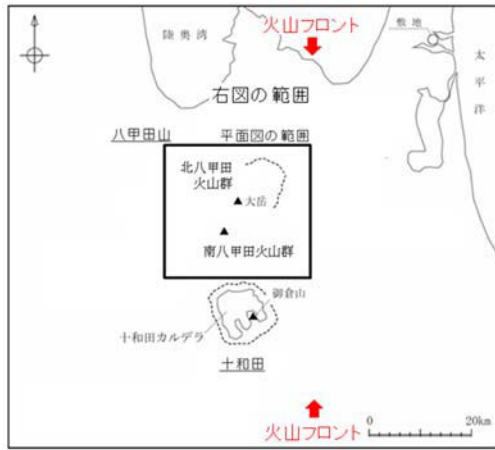 陸奥湾
火山フロント
敷地
太平洋
右図の範囲
八甲田山
平面図の範囲
北八甲田
火山群
大岳
南八甲田火山群
御倉山
十和田カルデラ
十和田
火山フロント
0 20km